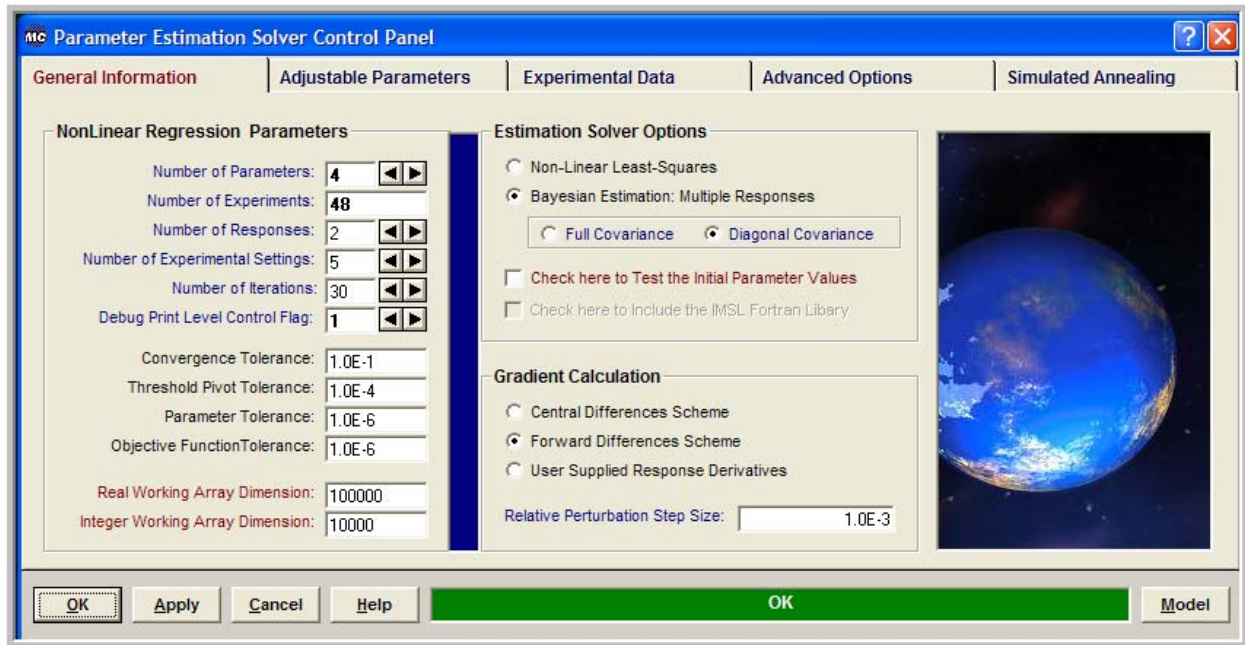 MC Parameter Estimation Solver Control Panel
General Information
Adjustable Parameters
Experimental Data
Advanced Options
Simulated Annealing
NonLinear Regression Parameters
Number of Parameters: 4
Number of Experiments: 48
Number of Responses: 2
Number of Experimental Settings: 5
Number of Iterations: 30
Debug Print Level Control Flag: 1
Convergence Tolerance: 1.0E-1
Threshold Pivot Tolerance: 1.0E-4
Parameter Tolerance: 1.0E-6
Objective FunctionTolerance: 1.0E-6
Real Working Array Dimension: 100000
Integer Working Array Dimension: 10000
Estimation Solver Options
Non-Linear Least-Squares
Bayesian Estimation: Multiple Responses
Full Covariance
Diagonal Covariance
Check here to Test the Initial Parameter Values
Check here to Include the IMSL Fortran Libary
Gradient Calculation
Central Differences Scheme
Forward Differences Scheme
User Supplied Response Derivatives
Relative Perturbation Step Size: 1.0E-3
OK
Apply
Cancel
Help
OK
Model